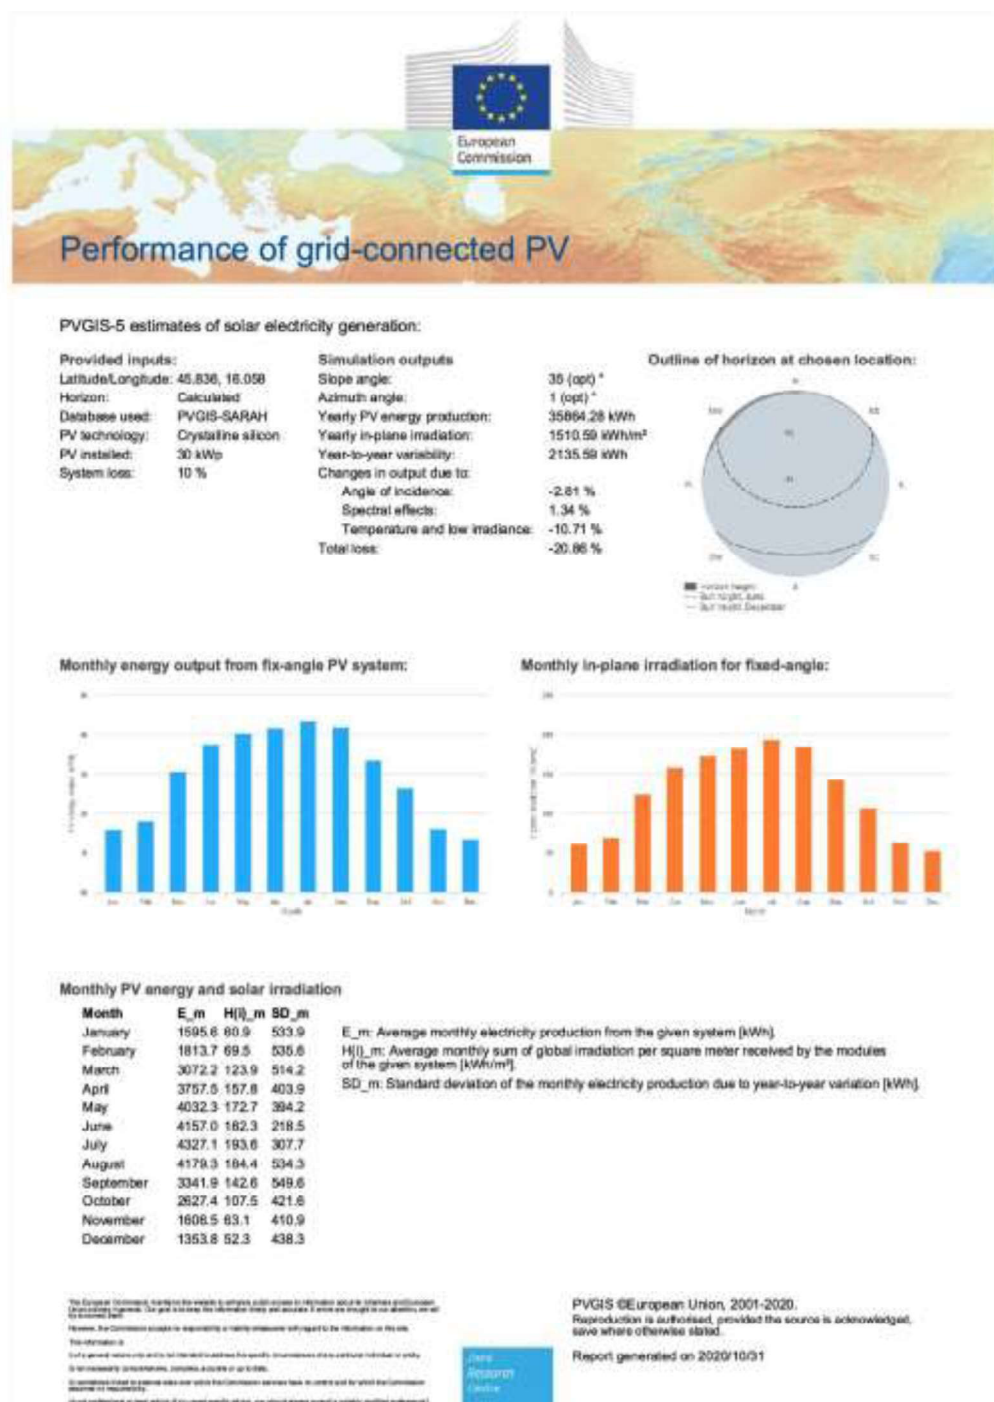 European
Commission
Performance of grid-connected PV
PVGIS-5 estimates of solar electricity generation:
Provided inputs:
Latitude/Longitude: 45.836, 16.058
Horizon: Calculated
Database used: PVGIS-SARAH
PV technology: Crystalline silicon
PV installed: 30 kWp
System loss: 10 %
Simulation outputs
Slope angle: 35 (opt) °
Azimuth angle: 1 (opt) °
Yearly PV energy production: 35864.28 kWh
Yearly in-plane irradiation: 1510.59 kWh/m²
Year-to-year variability: 2135.59 kWh
Changes in output due to:
Angle of incidence: -2.81 %
Spectral effects: 1.34 %
Temperature and low irradiance: -10.71 %
Total loss: -20.86 %
Outline of horizon at chosen location:
Horizon height
Sun height, June
Sun height, December
Monthly energy output from fix-angle PV system:
Monthly in-plane irradiation for fixed-angle:
Monthly PV energy and solar irradiation
Month E_m H(i)_m SD_m
January 1595.6 60.9 533.9
February 1813.7 69.5 535.6
March 3072.2 123.9 514.2
April 3757.5 157.8 403.9
May 4032.3 172.7 394.2
June 4157.0 182.3 218.5
July 4327.1 193.6 307.7
August 4179.3 184.4 534.3
September 3341.9 142.6 549.6
October 2627.4 107.5 421.6
November 1606.5 63.1 410.9
December 1353.8 52.3 438.3
E_m: Average monthly electricity production from the given system [kWh].
H(i)_m: Average monthly sum of global irradiation per square meter received by the modules
of the given system [kWh/m²].
SD_m: Standard deviation of the monthly electricity production due to year-to-year variation [kWh].
PVGIS ©European Union, 2001-2020.
Reproduction is authorised, provided the source is acknowledged,
save where otherwise stated.
Report generated on 2020/10/31
Joint
Research
Centre